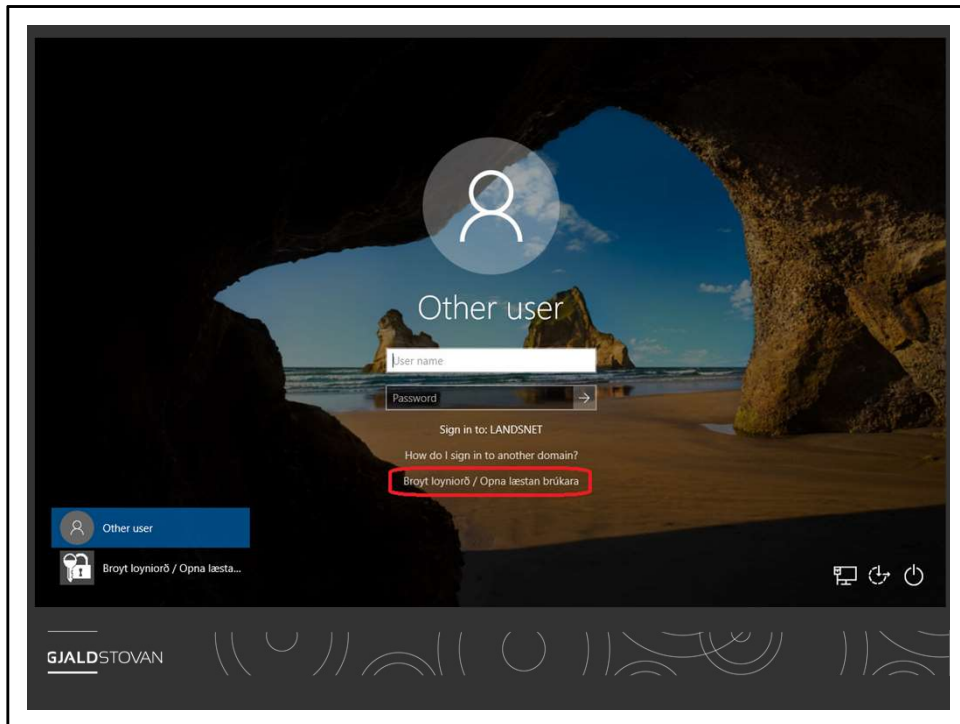 Other user
User name
Password
Sign in to: LANDSNET
How do I sign in to another domain?
Broyt loyniorð / Opna læstan brúkara
Other user
Broyt loyniorð / Opna læsta...
GJALDSTOVAN